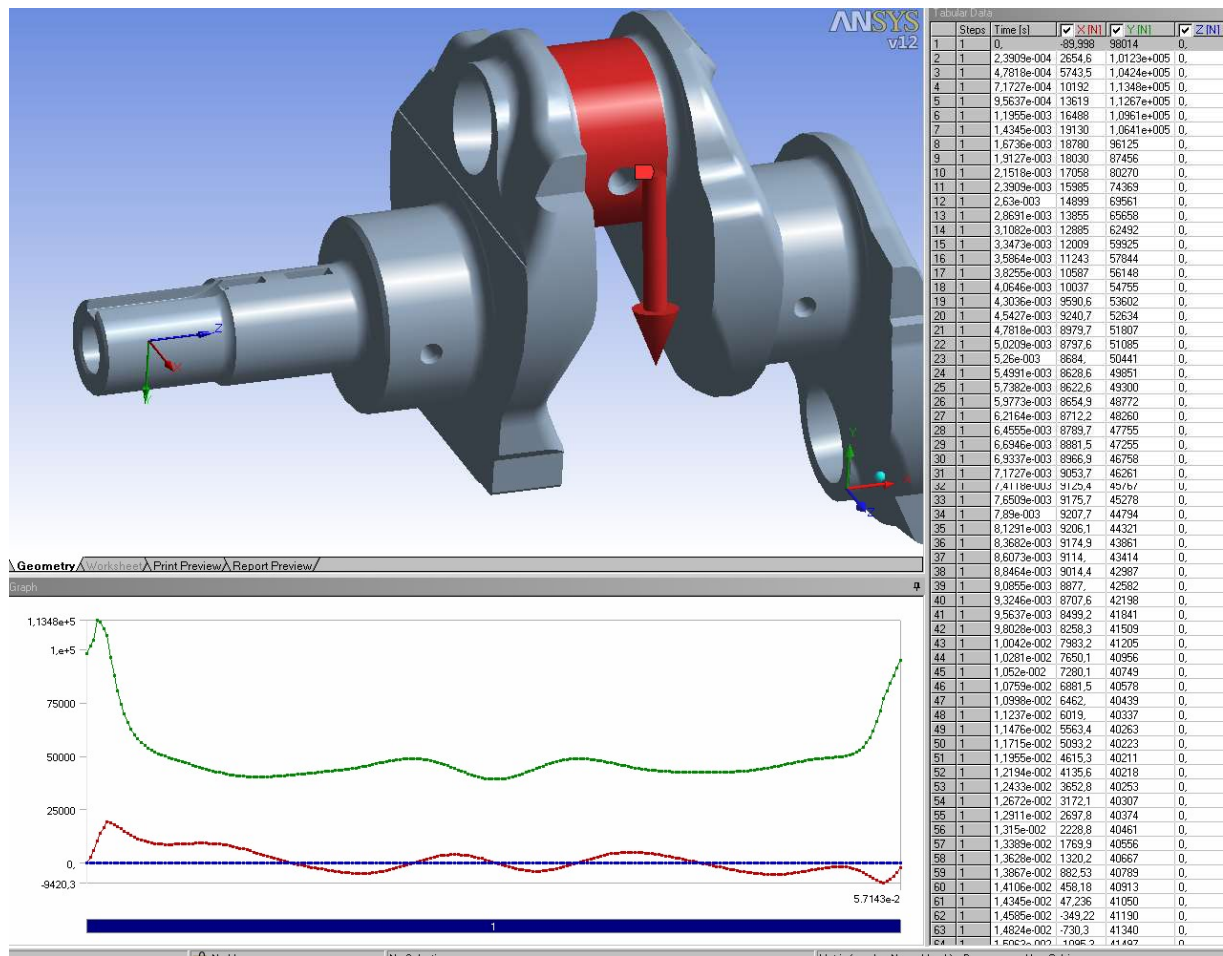 ANSYS
v12
Z
X
Y
Y
X
Z
Geometry Worksheet Print Preview Report Preview
Graph
1,1348e+5
1,e+5
75000
50000
25000
0,
-9420,3
5.7143e-2
1
Tabular Data
Steps Time [s] X [N] Y [N] Z [N]
1 1 0, -89,998 98014 0,
2 1 2,3909e-004 2654,6 1,0123e+005 0,
3 1 4,7818e-004 5743,5 1,0424e+005 0,
4 1 7,1727e-004 10192 1,1348e+005 0,
5 1 9,5637e-004 13619 1,1267e+005 0,
6 1 1,1955e-003 16488 1,0961e+005 0,
7 1 1,4345e-003 19130 1,0641e+005 0,
8 1 1,6736e-003 18780 96125 0,
9 1 1,9127e-003 18030 87456 0,
10 1 2,1518e-003 17058 80270 0,
11 1 2,3909e-003 15985 74369 0,
12 1 2,63e-003 14899 69561 0,
13 1 2,8691e-003 13855 65658 0,
14 1 3,1082e-003 12885 62492 0,
15 1 3,3473e-003 12009 59925 0,
16 1 3,5864e-003 11243 57844 0,
17 1 3,8255e-003 10587 56148 0,
18 1 4,0646e-003 10037 54755 0,
19 1 4,3036e-003 9590,6 53602 0,
20 1 4,5427e-003 9240,7 52634 0,
21 1 4,7818e-003 8979,7 51807 0,
22 1 5,0209e-003 8797,6 51085 0,
23 1 5,26e-003 8684, 50441 0,
24 1 5,4991e-003 8628,6 49851 0,
25 1 5,7382e-003 8622,6 49300 0,
26 1 5,9773e-003 8654,9 48772 0,
27 1 6,2164e-003 8712,2 48260 0,
28 1 6,4555e-003 8789,7 47755 0,
29 1 6,6946e-003 8881,5 47255 0,
30 1 6,9337e-003 8966,9 46758 0,
31 1 7,1727e-003 9053,7 46261 0,
32 1 7,4118e-003 9125,4 45767 0,
33 1 7,6509e-003 9175,7 45278 0,
34 1 7,89e-003 9207,7 44794 0,
35 1 8,1291e-003 9206,1 44321 0,
36 1 8,3682e-003 9174,9 43861 0,
37 1 8,6073e-003 9114, 43414 0,
38 1 8,8464e-003 9014,4 42987 0,
39 1 9,0855e-003 8877, 42582 0,
40 1 9,3246e-003 8707,6 42198 0,
41 1 9,5637e-003 8499,2 41841 0,
42 1 9,8028e-003 8258,3 41509 0,
43 1 1,0042e-002 7983,2 41205 0,
44 1 1,0281e-002 7650,1 40956 0,
45 1 1,052e-002 7280,1 40749 0,
46 1 1,0759e-002 6881,5 40578 0,
47 1 1,0998e-002 6462, 40439 0,
48 1 1,1237e-002 6019, 40337 0,
49 1 1,1476e-002 5563,4 40263 0,
50 1 1,1715e-002 5093,2 40223 0,
51 1 1,1955e-002 4615,3 40211 0,
52 1 1,2194e-002 4135,6 40218 0,
53 1 1,2433e-002 3652,8 40253 0,
54 1 1,2672e-002 3172,1 40307 0,
55 1 1,2911e-002 2697,8 40374 0,
56 1 1,315e-002 2228,8 40461 0,
57 1 1,3389e-002 1769,9 40556 0,
58 1 1,3628e-002 1320,2 40667 0,
59 1 1,3867e-002 882,53 40789 0,
60 1 1,4106e-002 458,18 40913 0,
61 1 1,4345e-002 47,236 41050 0,
62 1 1,4585e-002 -349,22 41190 0,
63 1 1,4824e-002 -730,3 41340 0,
64 1 1,5063e-002 -1095,3 41497 0,